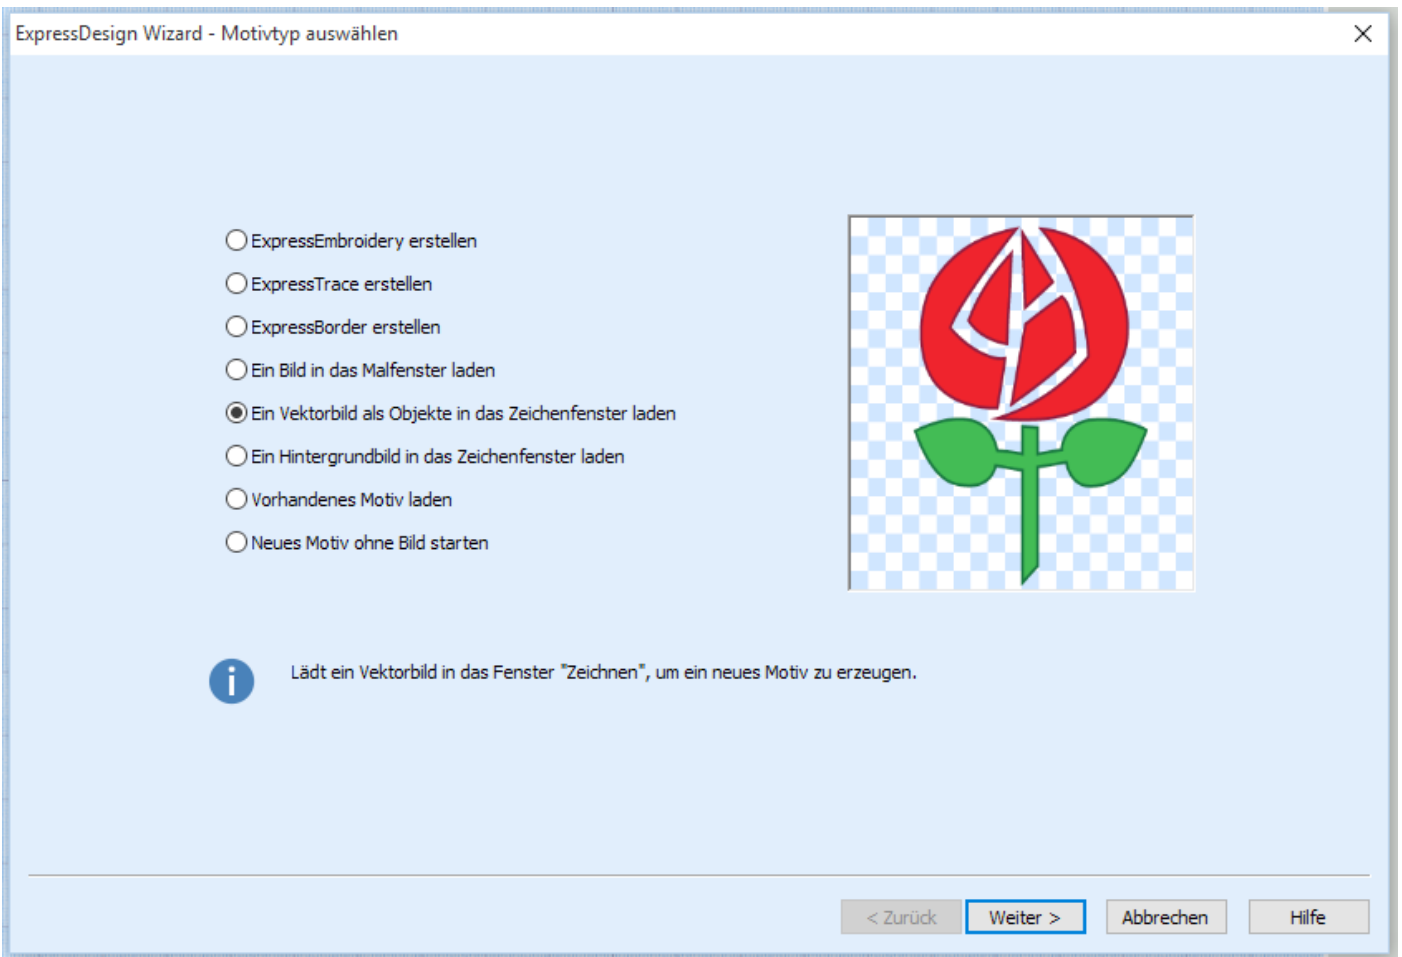 ExpressDesign Wizard - Motivtyp auswählen
ExpressEmbroidery erstellen
ExpressTrace erstellen
ExpressBorder erstellen
Ein Bild in das Malfenster laden
Ein Vektorbild als Objekte in das Zeichenfenster laden
Ein Hintergrundbild in das Zeichenfenster laden
Vorhandenes Motiv laden
Neues Motiv ohne Bild starten
Lädt ein Vektorbild in das Fenster "Zeichnen", um ein neues Motiv zu erzeugen.
< Zurück Weiter > Abbrechen Hilfe